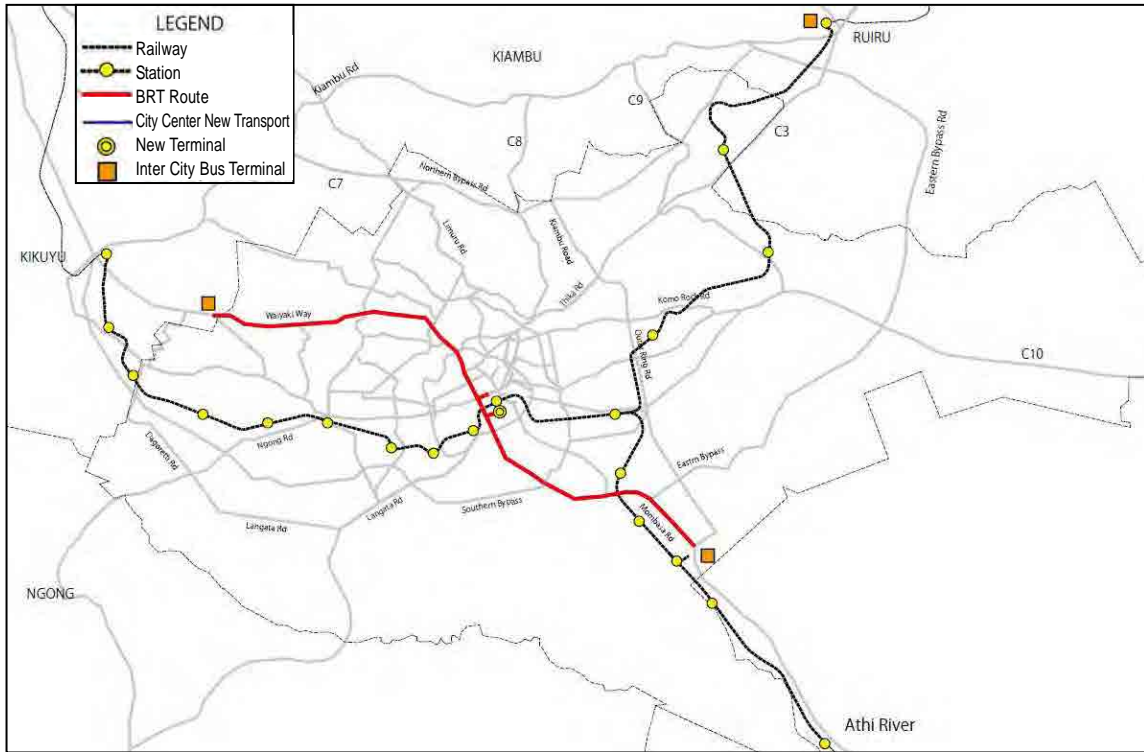 LEGEND
Railway
Station
BRT Route
City Center New Transport
New Terminal
Inter City Bus Terminal
RUIRU
KIAMBU
Kiambu Rd
C9
C3
C8
Eastern Bypass Rd
C7
Northern Bypass Rd
Limuru Rd
Kiambu Road
KIKUYU
Thika Rd
Komo Rock Rd
Waiyaki Way
Outer Ring Rd
C10
Ngong Rd
Dagoreth Rd
Eastrn Bypass
Langata Rd
Southern Bypass
Langata Rd
Mombasa Rd
NGONG
Athi River